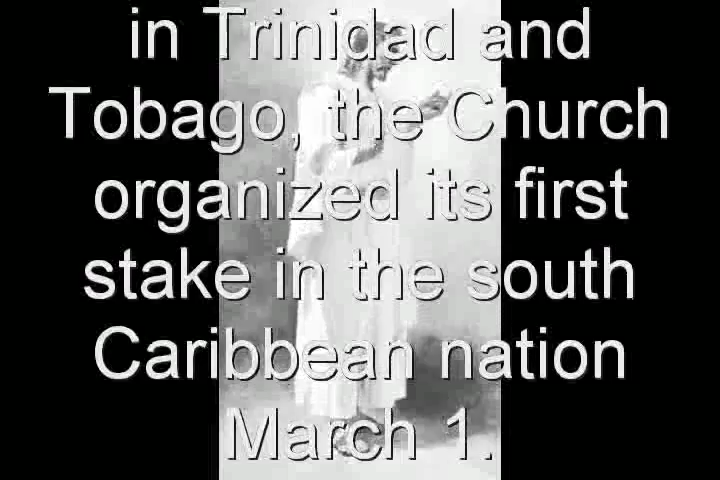 in Trinidad and
Tobago, the Church
organized its first
stake in the south
Caribbean nation
March 1.